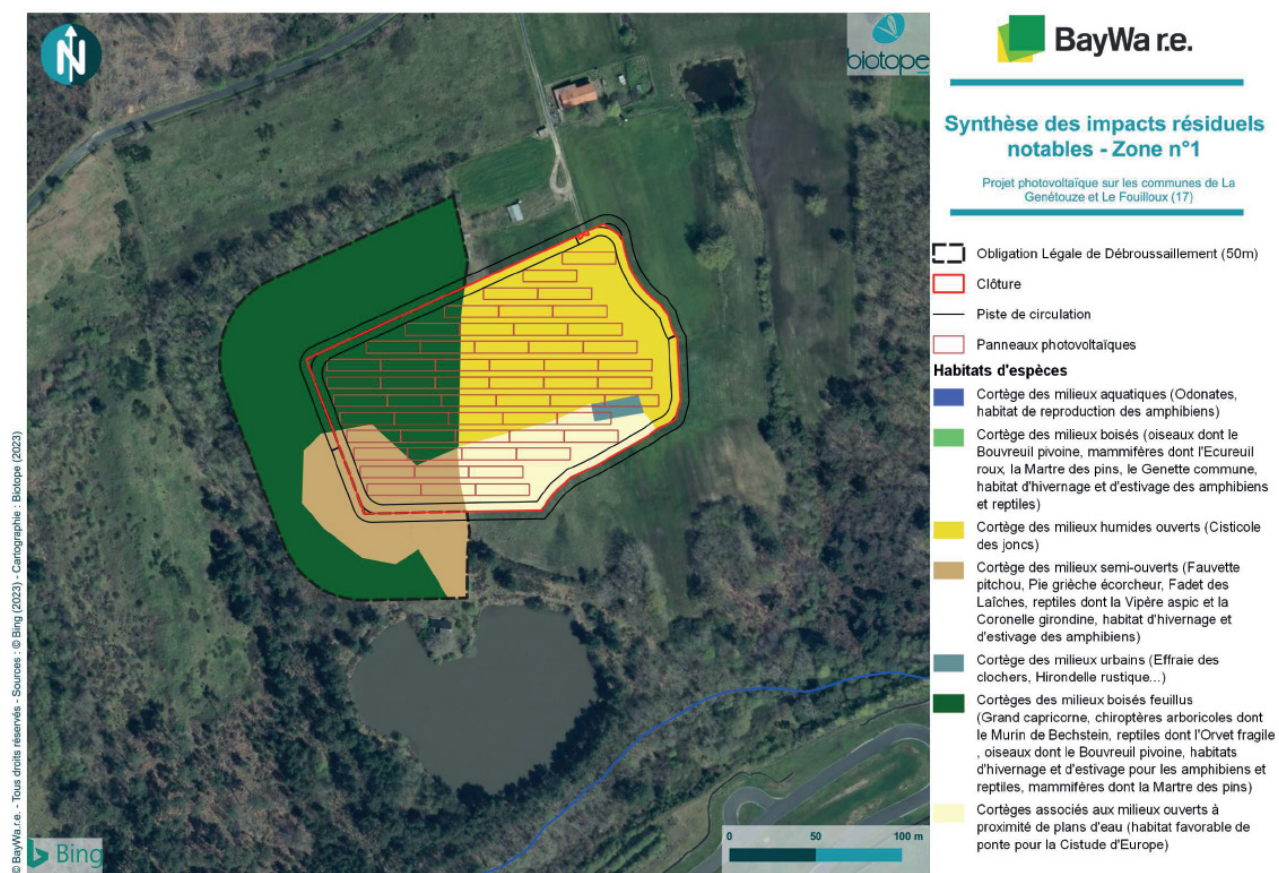 N
biotope
BayWa r.e.
Synthèse des impacts résiduels
notables - Zone n°1
Projet photovoltaïque sur les communes de La
Genétouze et Le Fouilloux (17)
Obligation Légale de Débroussaillement (50m)
Clôture
Piste de circulation
Panneaux photovoltaïques
Habitats d'espèces
Cortège des milieux aquatiques (Odonates,
habitat de reproduction des amphibiens)
Cortège des milieux boisés (oiseaux dont le
Bouvreuil pivoine, mammifères dont l'Ecureuil
roux, la Martre des pins, le Genette commune,
habitat d'hivernage et d'estivage des amphibiens
et reptiles)
Cortège des milieux humides ouverts (Cisticole
des joncs)
Cortège des milieux semi-ouverts (Fauvette
pitchou, Pie grièche écorcheur, Fadet des
Laîches, reptiles dont la Vipère aspic et la
Coronelle girondine, habitat d'hivernage et
d'estivage des amphibiens)
Cortège des milieux urbains (Effraie des
clochers, Hirondelle rustique...)
Cortèges des milieux boisés feuillus
(Grand capricorne, chiroptères arboricoles dont
le Murin de Bechstein, reptiles dont l'Orvet fragile
, oiseaux dont le Bouvreuil pivoine, habitats
d'hivernage et d'estivage pour les amphibiens et
reptiles, mammifères dont la Martre des pins)
Cortèges associés aux milieux ouverts à
proximité de plans d'eau (habitat favorable de
ponte pour la Cistude d'Europe)
© BayWa.r.e. - Tous droits réservés - Sources : © Bing (2023) - Cartographie : Biotope (2023)
Bing
0 50 100 m